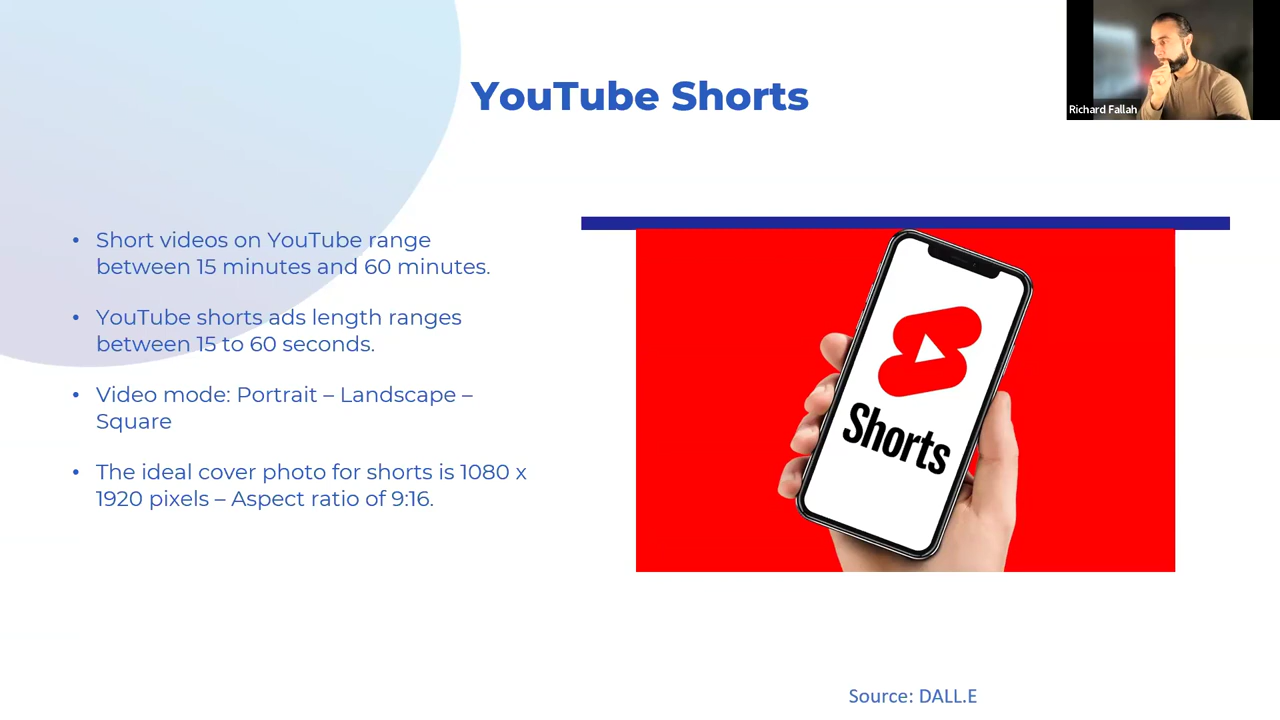 YouTube Shorts
Richard Fallah
• Short videos on YouTube range
between 15 minutes and 60 minutes.
• YouTube shorts ads length ranges
between 15 to 60 seconds.
• Video mode: Portrait – Landscape –
Square
• The ideal cover photo for shorts is 1080 x
1920 pixels – Aspect ratio of 9:16.
Shorts
Source: DALL.E